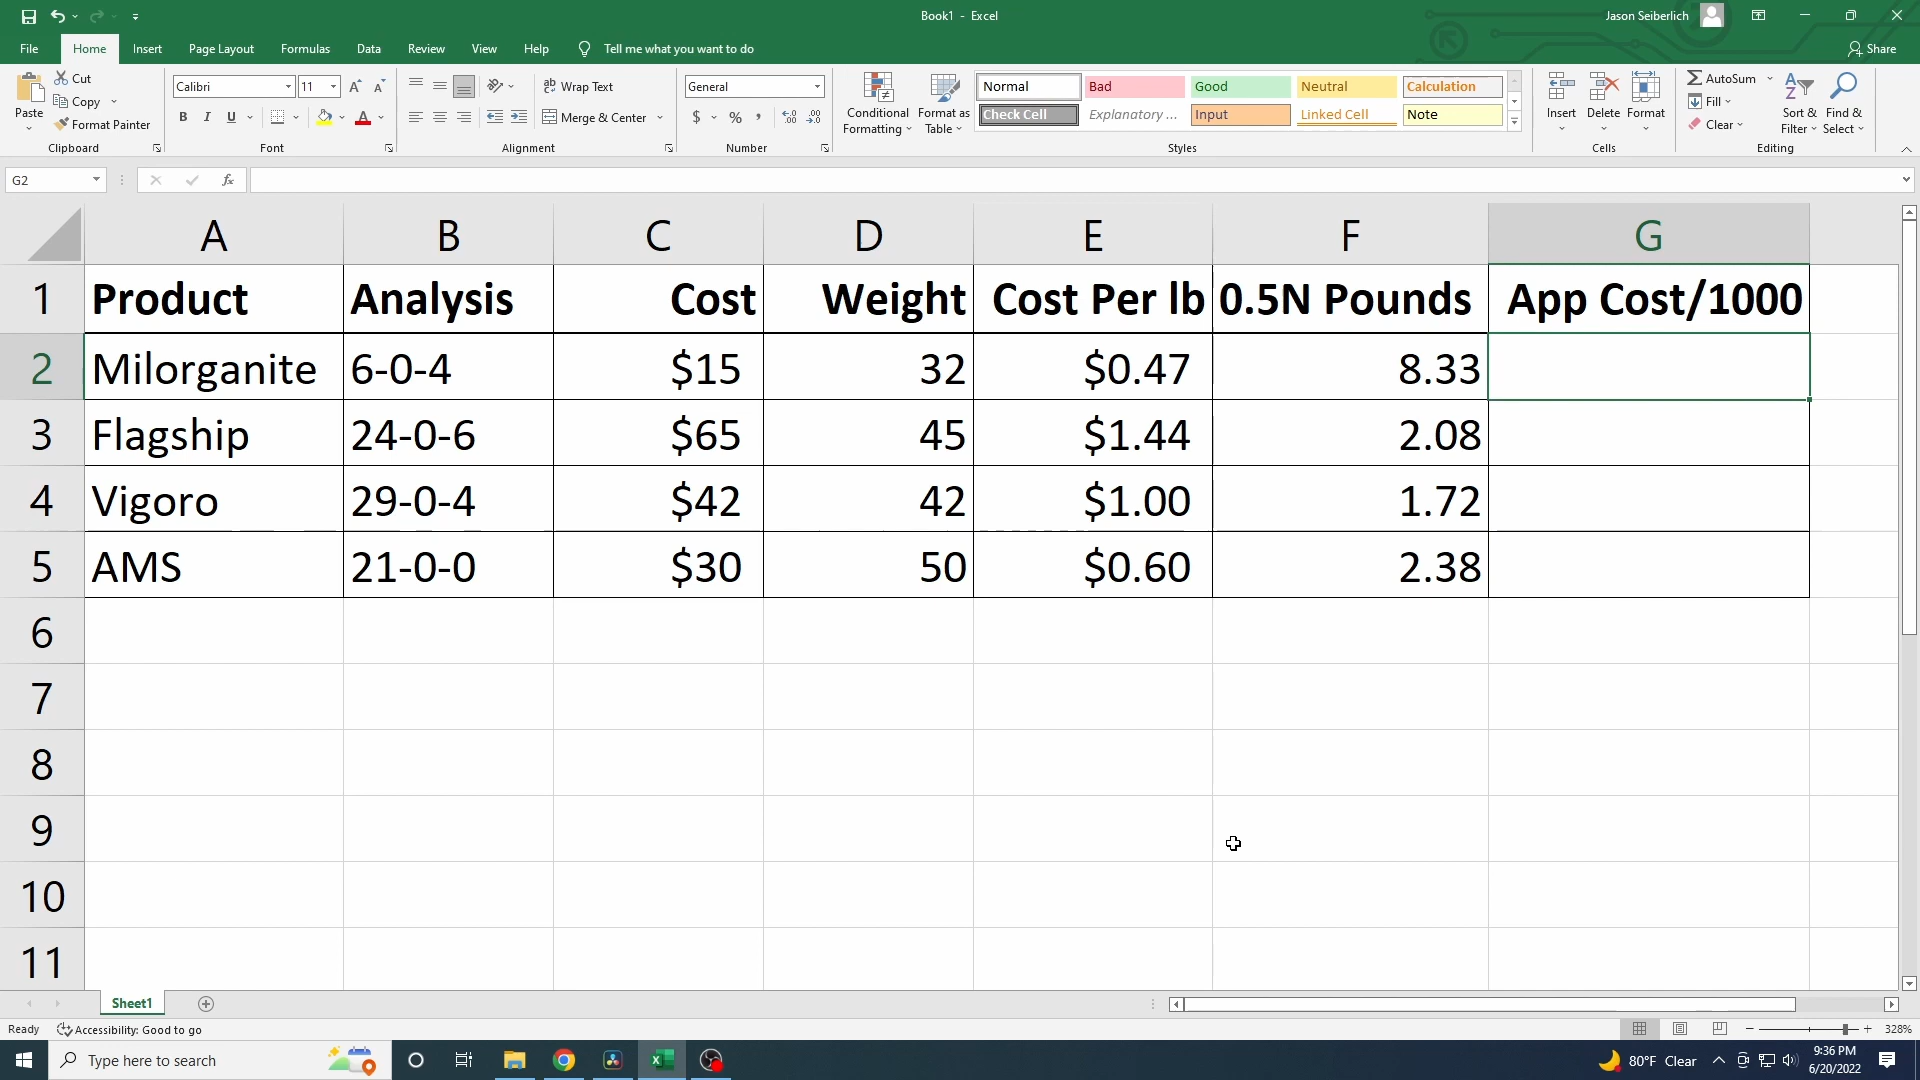 Book1 - Excel
Jason Seiberlich
File Home Insert Page Layout Formulas Data Review View Help Tell me what you want to do Share
Paste
Cut
Copy
Format Painter
Clipboard
Calibri 11
B I U
Font
Wrap Text
Merge & Center
Alignment
General
$ % ,
Number
Conditional Formatting
Format as Table
Normal Bad Good Neutral Calculation
Check Cell Explanatory ... Input Linked Cell Note
Styles
Insert Delete Format
Cells
AutoSum
Fill
Clear
Sort & Filter
Find & Select
Editing
G2
fx
A B C D E F G
1 Product Analysis Cost Weight Cost Per lb 0.5N Pounds App Cost/1000
2 Milorganite 6-0-4 $15 32 $0.47 8.33
3 Flagship 24-0-6 $65 45 $1.44 2.08
4 Vigoro 29-0-4 $42 42 $1.00 1.72
5 AMS 21-0-0 $30 50 $0.60 2.38
6
7
8
9
10
11
Sheet1
Ready Accessibility: Good to go 328%
Type here to search
80°F Clear
9:36 PM
6/20/2022